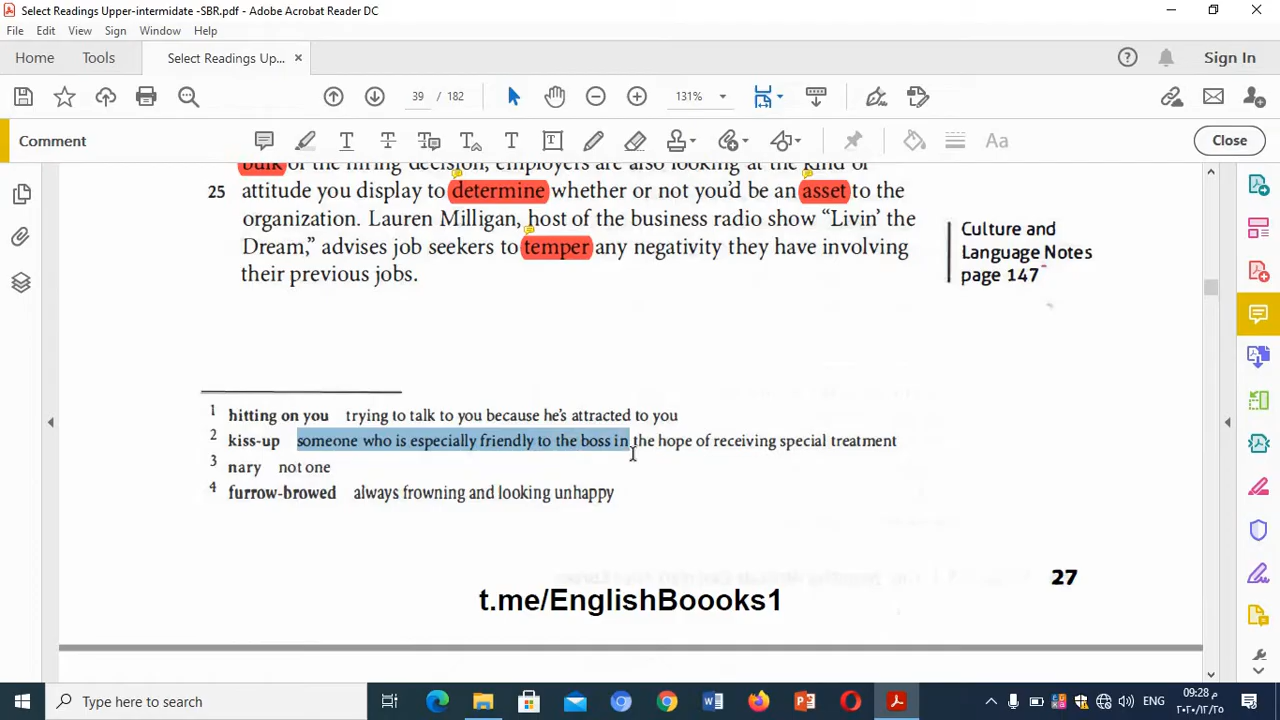 Select Readings Upper-intermidate -SBR.pdf - Adobe Acrobat Reader DC
File Edit View Sign Window Help
Home Tools Select Readings Up... × Sign In
39 / 182 131%
Comment Close
bulk of the hiring decision, employers are also looking at the kind of
25 attitude you display to determine whether or not you'd be an asset to the
organization. Lauren Milligan, host of the business radio show “Livin’ the
Dream,” advises job seekers to temper any negativity they have involving
their previous jobs.
Culture and
Language Notes
page 147
1 hitting on you trying to talk to you because he's attracted to you
2 kiss-up someone who is especially friendly to the boss in the hope of receiving special treatment
3 nary not one
4 furrow-browed always frowning and looking unhappy
27
t.me/EnglishBoooks1
Type here to search
ENG
09:28 م